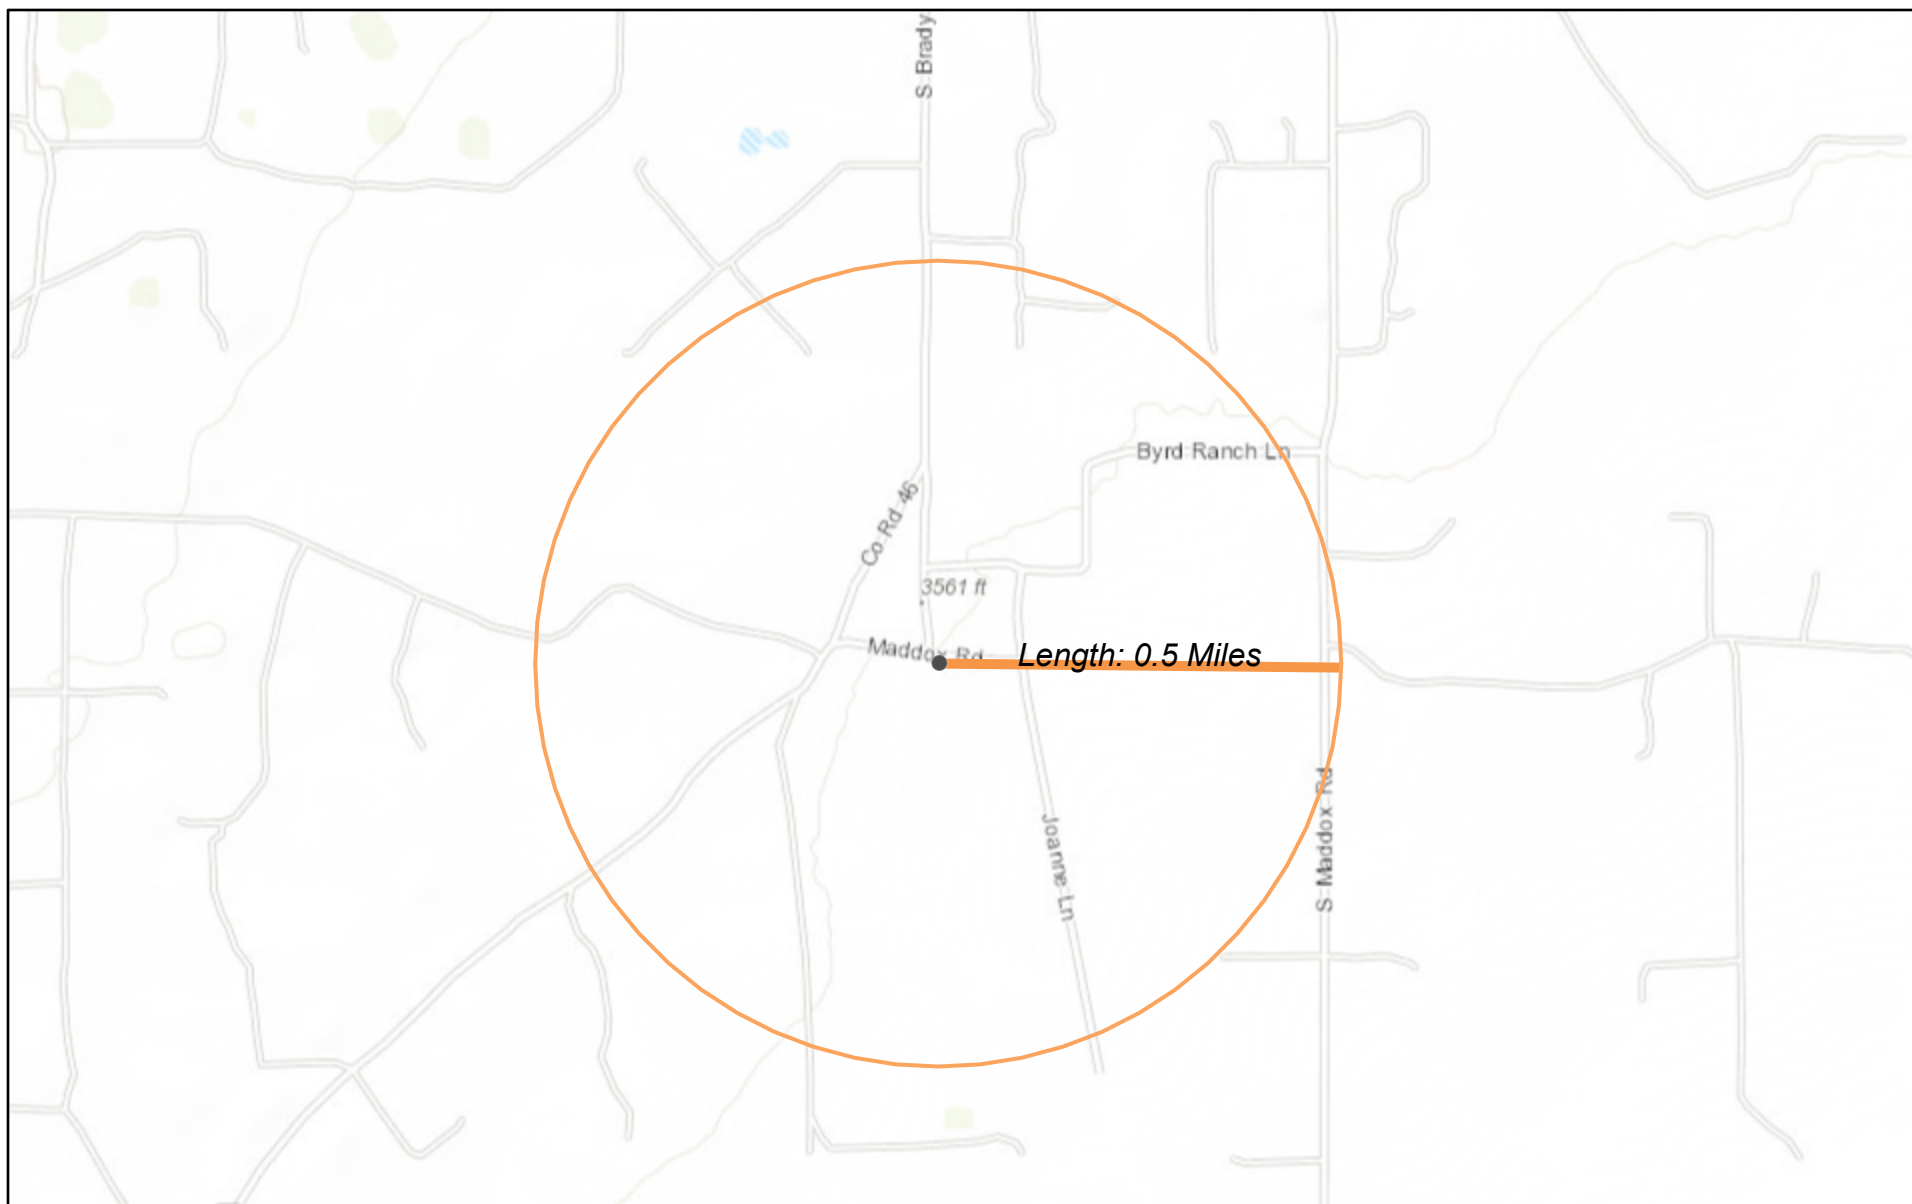 S Brady
Byrd Ranch Ln
Co Rd 46
3561 ft
Maddox Rd
Length: 0.5 Miles
S Maddox Rd
Joanne Ln